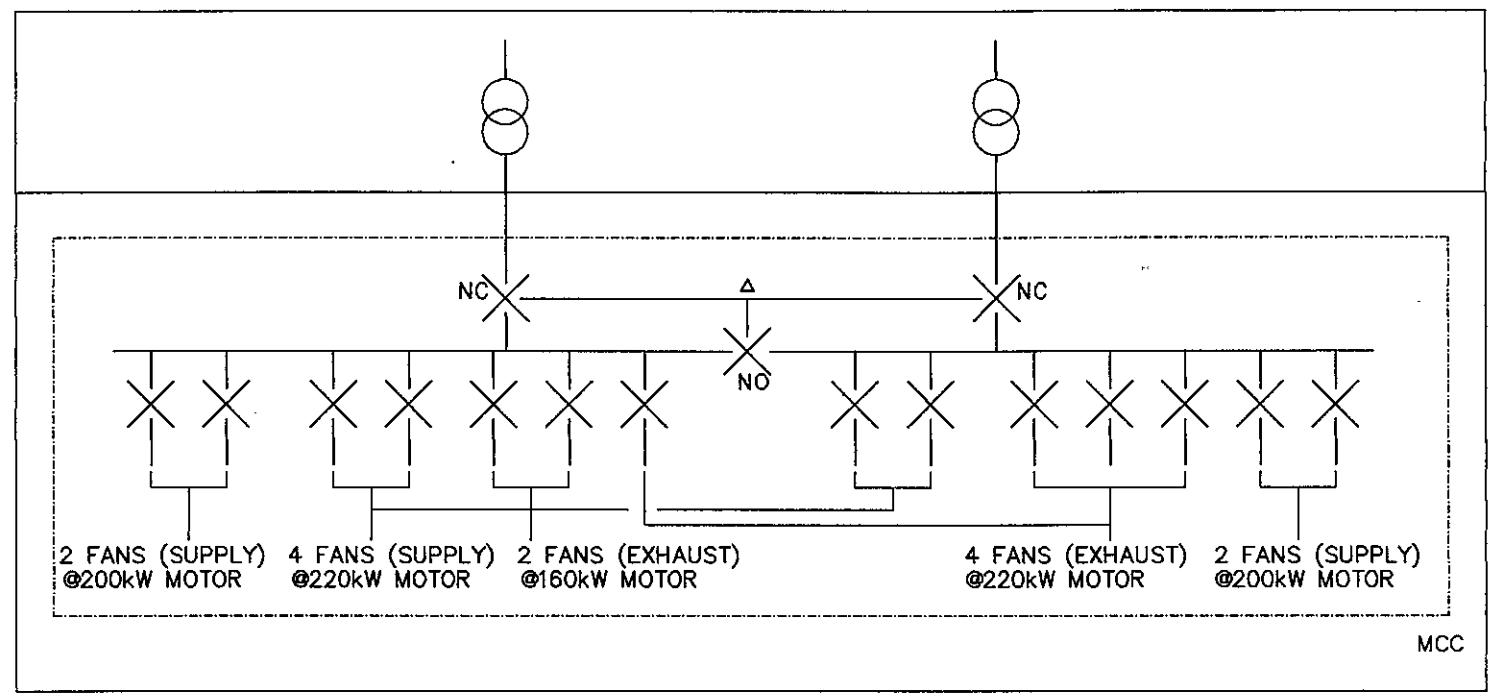 Δ
NC
NC
NO
2 FANS (SUPPLY)
@200kW MOTOR
4 FANS (SUPPLY)
@220kW MOTOR
2 FANS (EXHAUST)
@160kW MOTOR
4 FANS (EXHAUST)
@220kW MOTOR
2 FANS (SUPPLY)
@200kW MOTOR
MCC